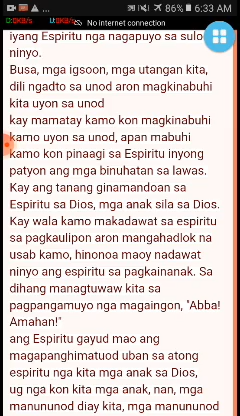 86% 6:33 AM
No internet connection
iyang Espiritu nga nagapuyo sa sulod
ninyo.
Busa, mga igsoon, mga utangan kita,
dili ngadto sa unod aron magkinabuhi
kita uyon sa unod
kay mamatay kamo kon magkinabuhi
kamo uyon sa unod, apan mabuhi
kamo kon pinaagi sa Espiritu inyong
patyon ang mga binuhatan sa lawas.
Kay ang tanang ginamandoan sa
Espiritu sa Dios, mga anak sila sa Dios.
Kay wala kamo makadawat sa espiritu
sa pagkaulipon aron mangahadlok na
usab kamo, hinonoa maoy nadawat
ninyo ang espiritu sa pagkainanak. Sa
dihang managtuwaw kita sa
pagpangamuyo nga magaingon, "Abba!
Amahan!"
ang Espiritu gayud mao ang
magapanghimatuod uban sa atong
espiritu nga kita mga anak sa Dios,
ug nga kon kita mga anak, nan, mga
manununod diay kita, mga manununod